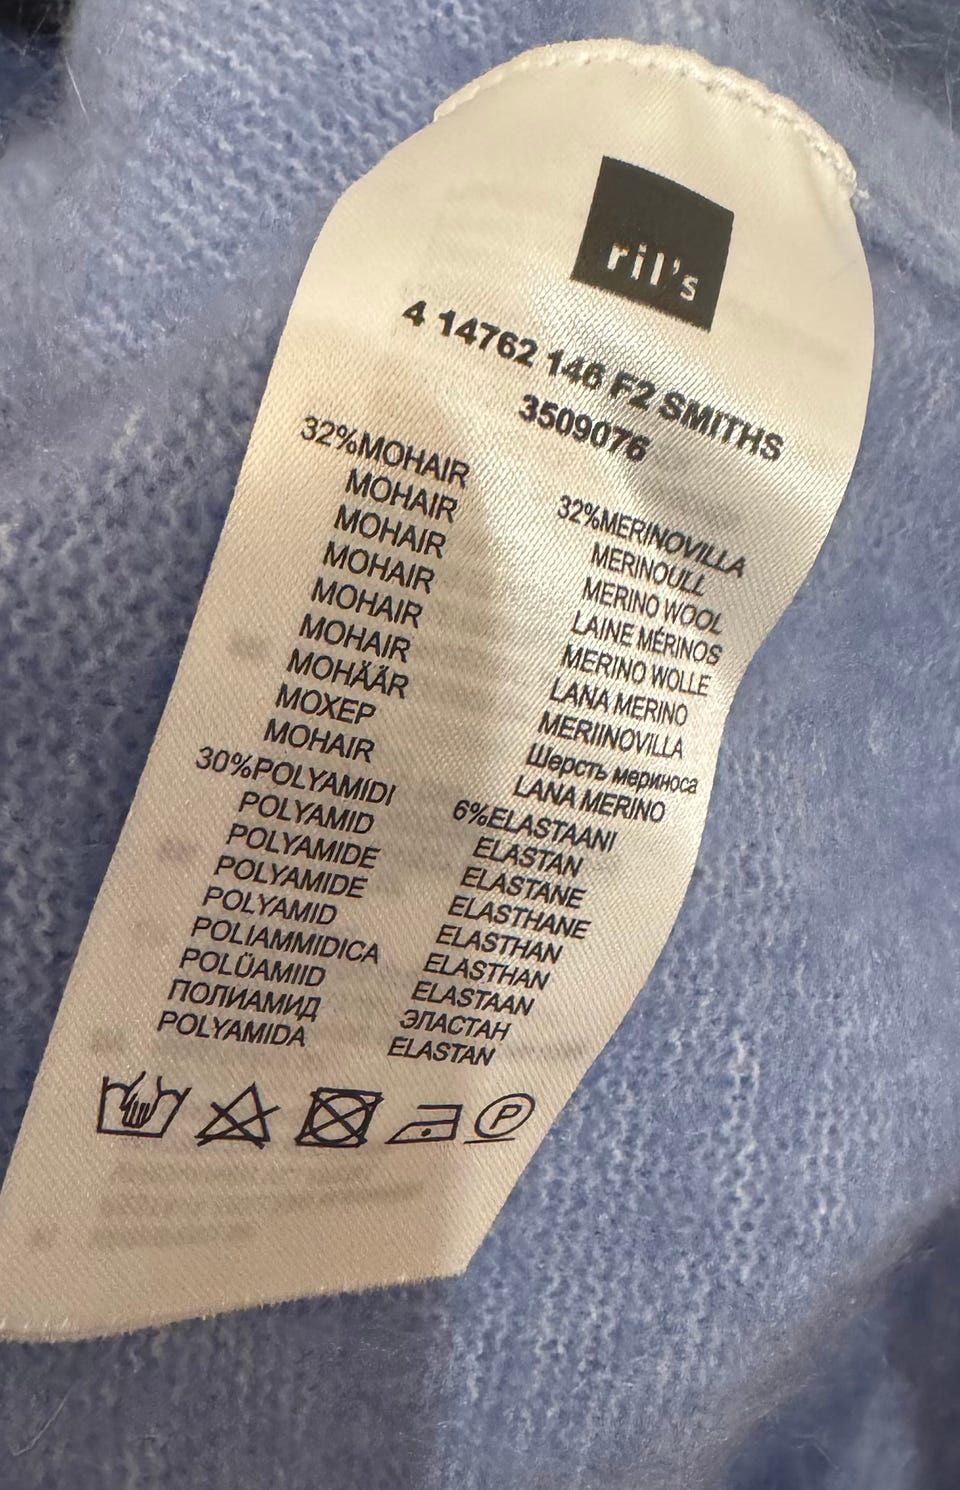 ril's
4 14762 146 F2 SMITHS
3509076
32%MOHAIR
MOHAIR
MOHAIR
MOHAIR
MOHAIR
MOHAIR
MOHÄÄR
МОХЕР
MOHAIR
30%POLYAMIDI
POLYAMID
POLYAMIDE
POLYAMIDE
POLYAMID
POLIAMMIDICA
POLÜAMIID
ПОЛИАМИД
POLYAMIDA
32%MERINOVILLA
MERINOULL
MERINO WOOL
LAINE MÉRINOS
MERINO WOLLE
LANA MERINO
MERIINOVILLA
Шерсть мериноса
LANA MERINO
6%ELASTAANI
ELASTAN
ELASTANE
ELASTHANE
ELASTHAN
ELASTHAN
ELASTAAN
ЭЛАСТАН
ELASTAN
P